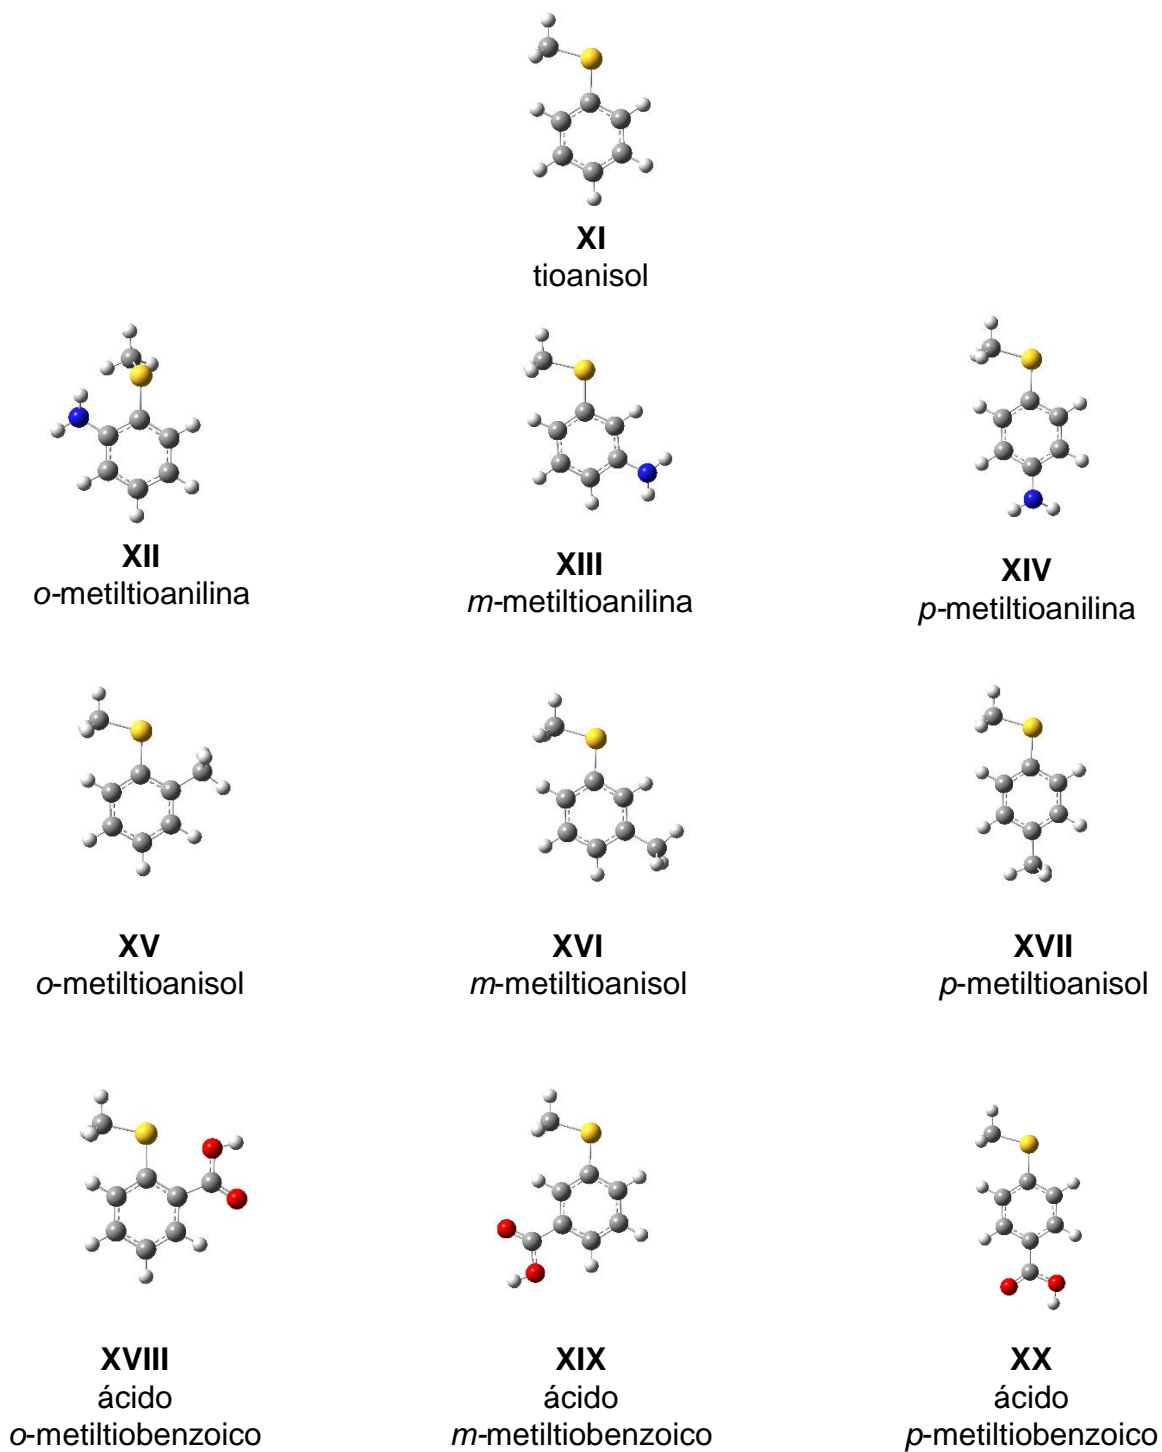 XI
tioanisol
XII
o-metiltioanilina
XIII
m-metiltioanilina
XIV
p-metiltioanilina
XV
o-metiltioanisol
XVI
m-metiltioanisol
XVII
p-metiltioanisol
XVIII
ácido
o-metiltiobenzoico
XIX
ácido
m-metiltiobenzoico
XX
ácido
p-metiltiobenzoico